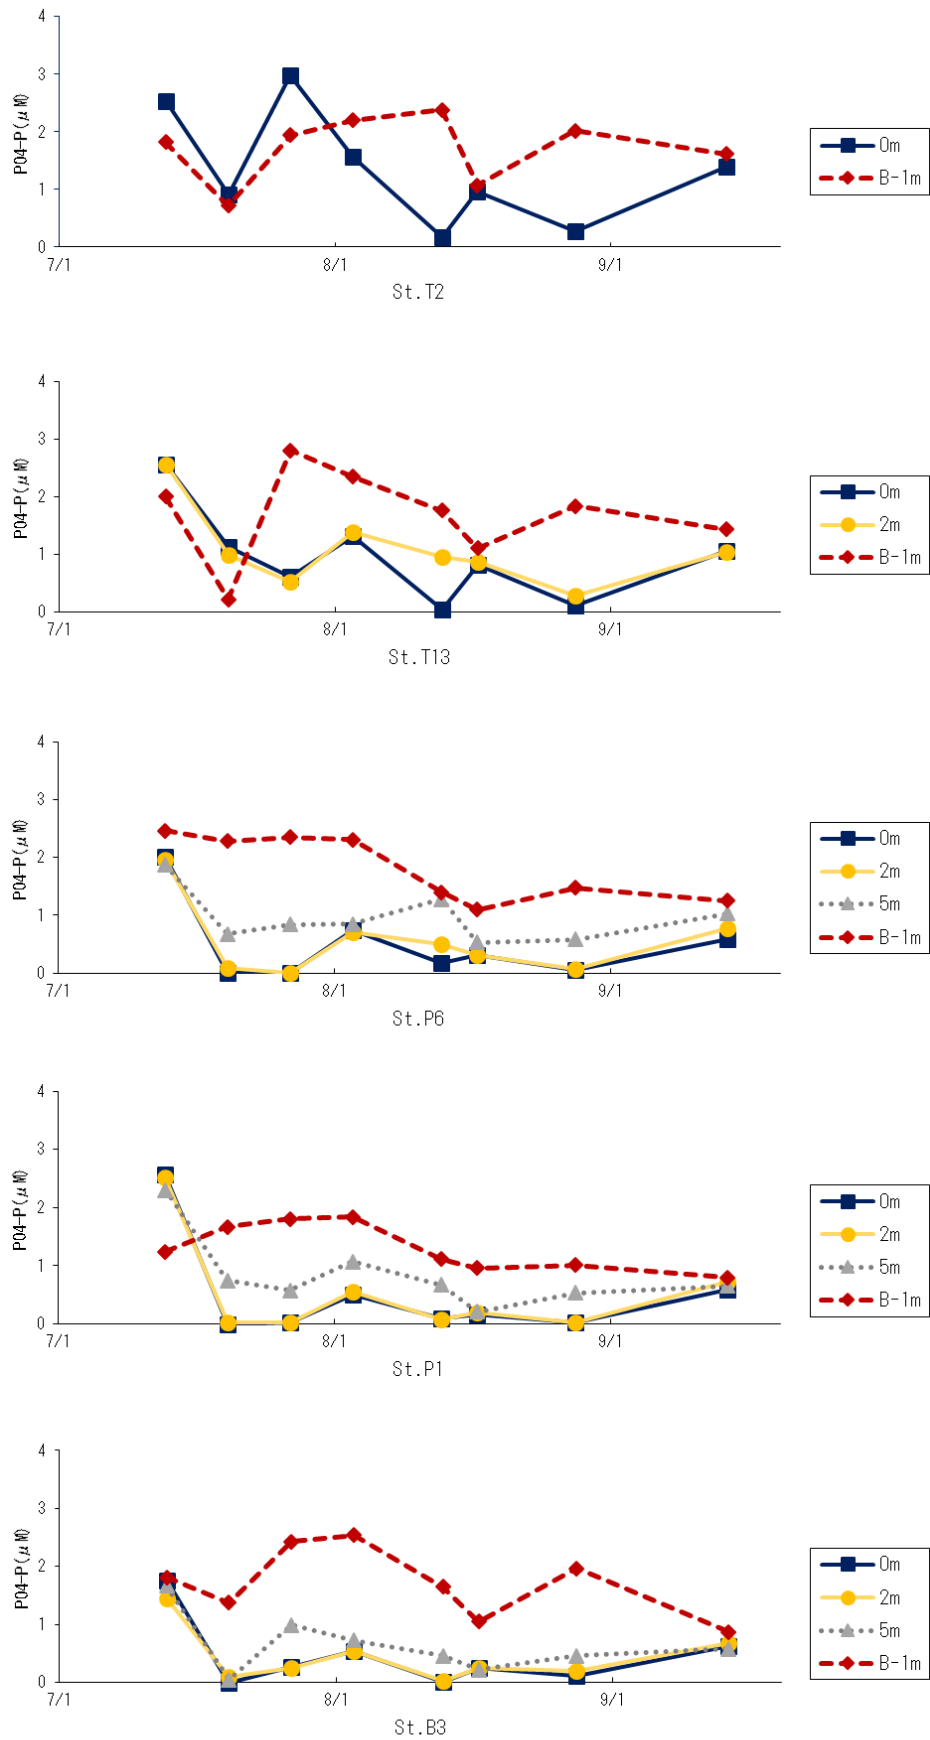 4
3
2
1
0
PO4-P(μM)
7/1
8/1
9/1
St.T2
0m
B-1m
4
3
2
1
0
PO4-P(μM)
7/1
8/1
9/1
St.T13
0m
2m
B-1m
4
3
2
1
0
PO4-P(μM)
7/1
8/1
9/1
St.P6
0m
2m
5m
B-1m
4
3
2
1
0
PO4-P(μM)
7/1
8/1
9/1
St.P1
0m
2m
5m
B-1m
4
3
2
1
0
PO4-P(μM)
7/1
8/1
9/1
St.B3
0m
2m
5m
B-1m